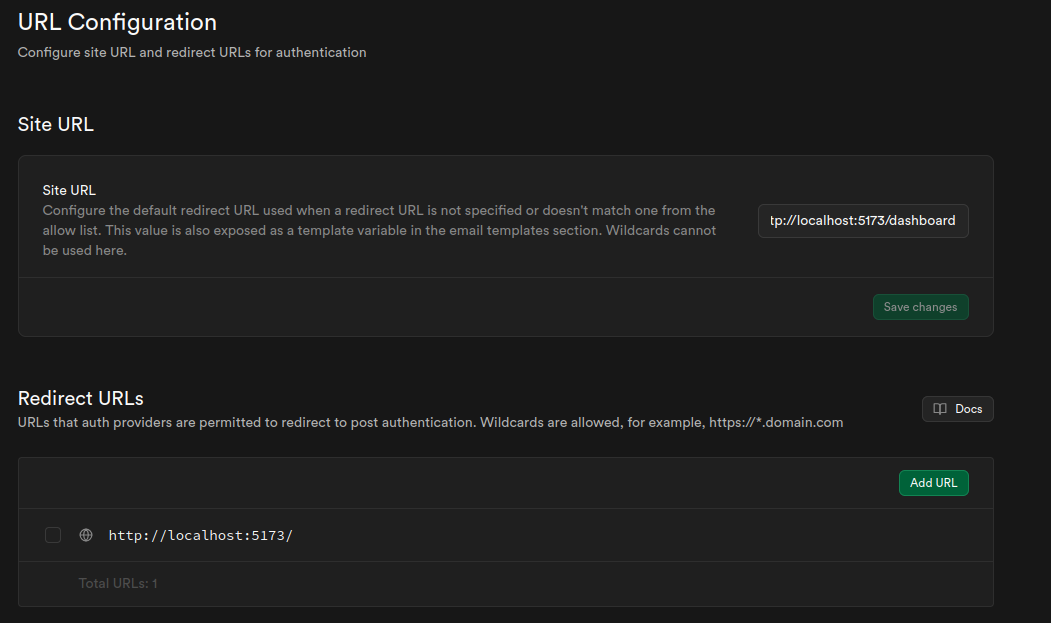 URL Configuration
Configure site URL and redirect URLs for authentication
Site URL
Site URL
Configure the default redirect URL used when a redirect URL is not specified or doesn't match one from the
allow list. This value is also exposed as a template variable in the email templates section. Wildcards cannot
be used here.
tp://localhost:5173/dashboard
Save changes
Redirect URLs
URLs that auth providers are permitted to redirect to post authentication. Wildcards are allowed, for example, https://*.domain.com
Docs
Add URL
http://localhost:5173/
Total URLs: 1